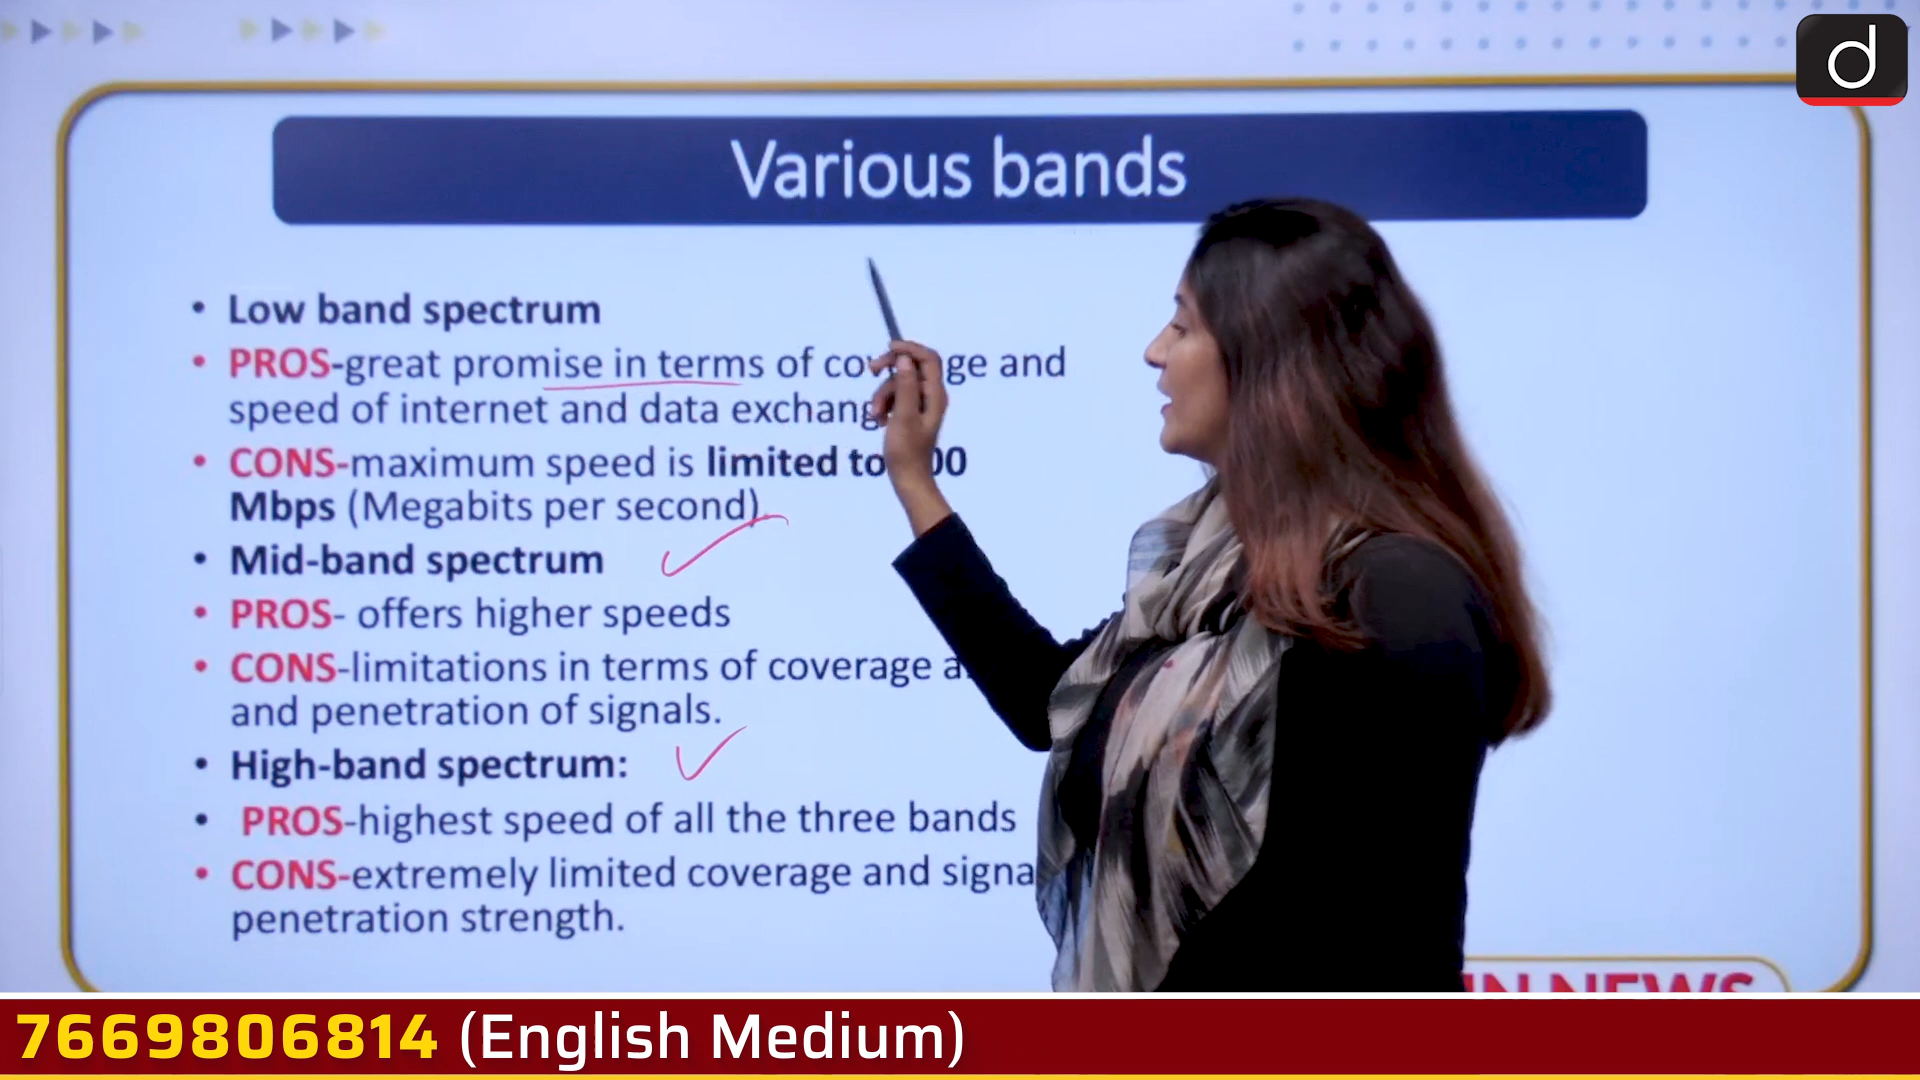 d
Various bands
• Low band spectrum
• PROS-great promise in terms of and
speed of internet and data
• CONS-maximum speed is limited to
Mbps (Megabits per second).
• Mid-band spectrum
• PROS- offers higher speeds
• CONS-limitations in terms of coverage
and penetration of signals.
• High-band spectrum:
• PROS-highest speed of all the three bands
• CONS-extremely limited coverage and
penetration strength.
IN NEWS
7669806814 (English Medium)